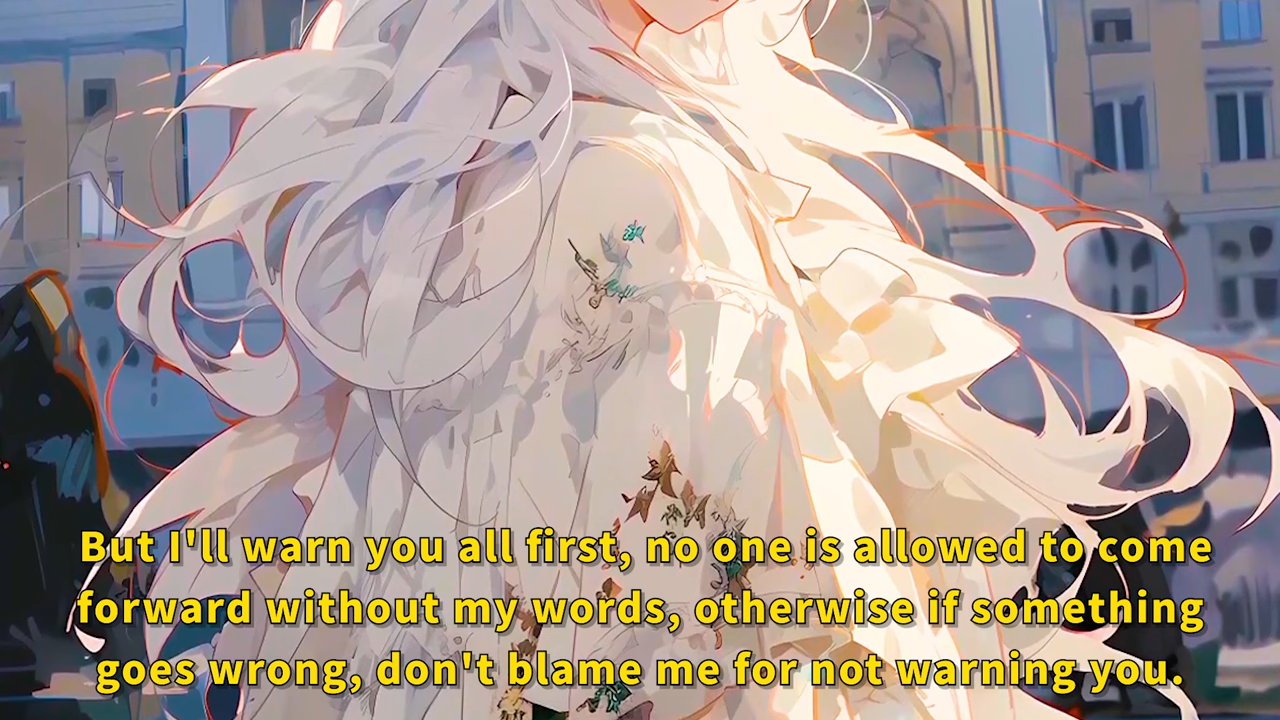 But I'll warn you all first, no one is allowed to come
forward without my words, otherwise if something
goes wrong, don't blame me for not warning you.